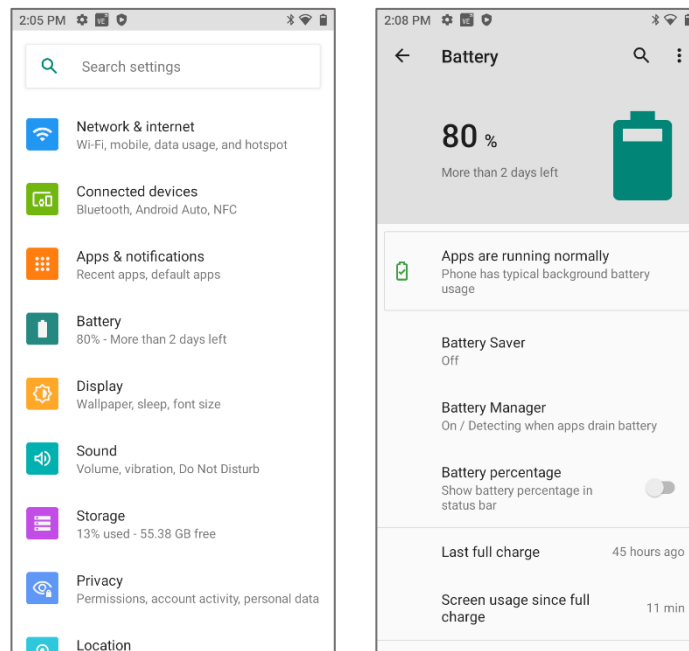 2:05 PM VE
Search settings
Network & internet
Wi-Fi, mobile, data usage, and hotspot
Connected devices
Bluetooth, Android Auto, NFC
Apps & notifications
Recent apps, default apps
Battery
80% - More than 2 days left
Display
Wallpaper, sleep, font size
Sound
Volume, vibration, Do Not Disturb
Storage
13% used - 55.38 GB free
Privacy
Permissions, account activity, personal data
Location
2:08 PM VE
Battery
80 %
More than 2 days left
Apps are running normally
Phone has typical background battery
usage
Battery Saver
Off
Battery Manager
On / Detecting when apps drain battery
Battery percentage
Show battery percentage in
status bar
Last full charge 45 hours ago
Screen usage since full
charge 11 min